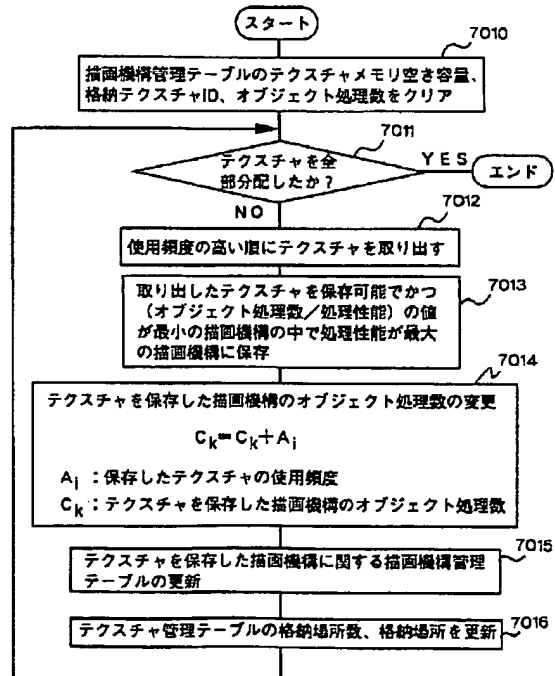 スタート
7010
描画機構管理テーブルのテクスチャメモリ空き容量、
格納テクスチャID、オブジェクト処理数をクリア
7011
テクスチャを全
部分配したか?
YES
エンド
NO
7012
使用頻度の高い順にテクスチャを取り出す
7013
取り出したテクスチャを保存可能でかつ
(オブジェクト処理数/処理性能)の値
が最小の描画機構の中で処理性能が最大
の描画機構に保存
7014
テクスチャを保存した描画機構のオブジェクト処理数の変更
Ck=Ck+Ai
Ai:保存したテクスチャの使用頻度
Ck:テクスチャを保存した描画機構のオブジェクト処理数
7015
テクスチャを保存した描画機構に関する描画機構管理
テーブルの更新
7016
テクスチャ管理テーブルの格納場所数、格納場所を更新